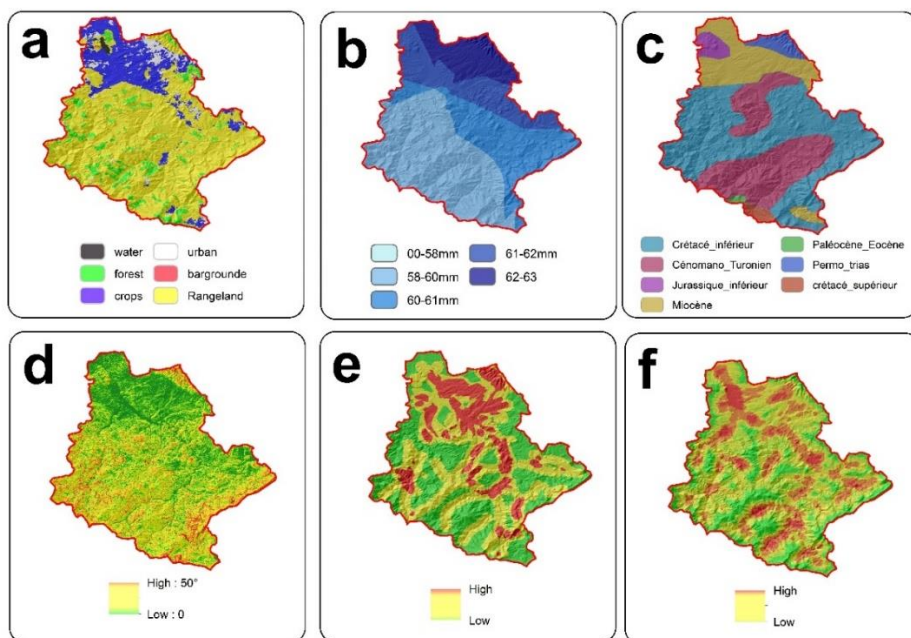 a
water
urban
forest
bargrounde
crops
Rangeland
b
00-58mm
61-62mm
58-60mm
62-63
60-61mm
c
Crétacé_inférieur
Paléocène_Eocène
Cénomano_Turonien
Permo_trias
Jurassique_inférieur
crétacé_supérieur
Miocène
d
High : 50°
Low : 0
e
High
Low
f
High
Low